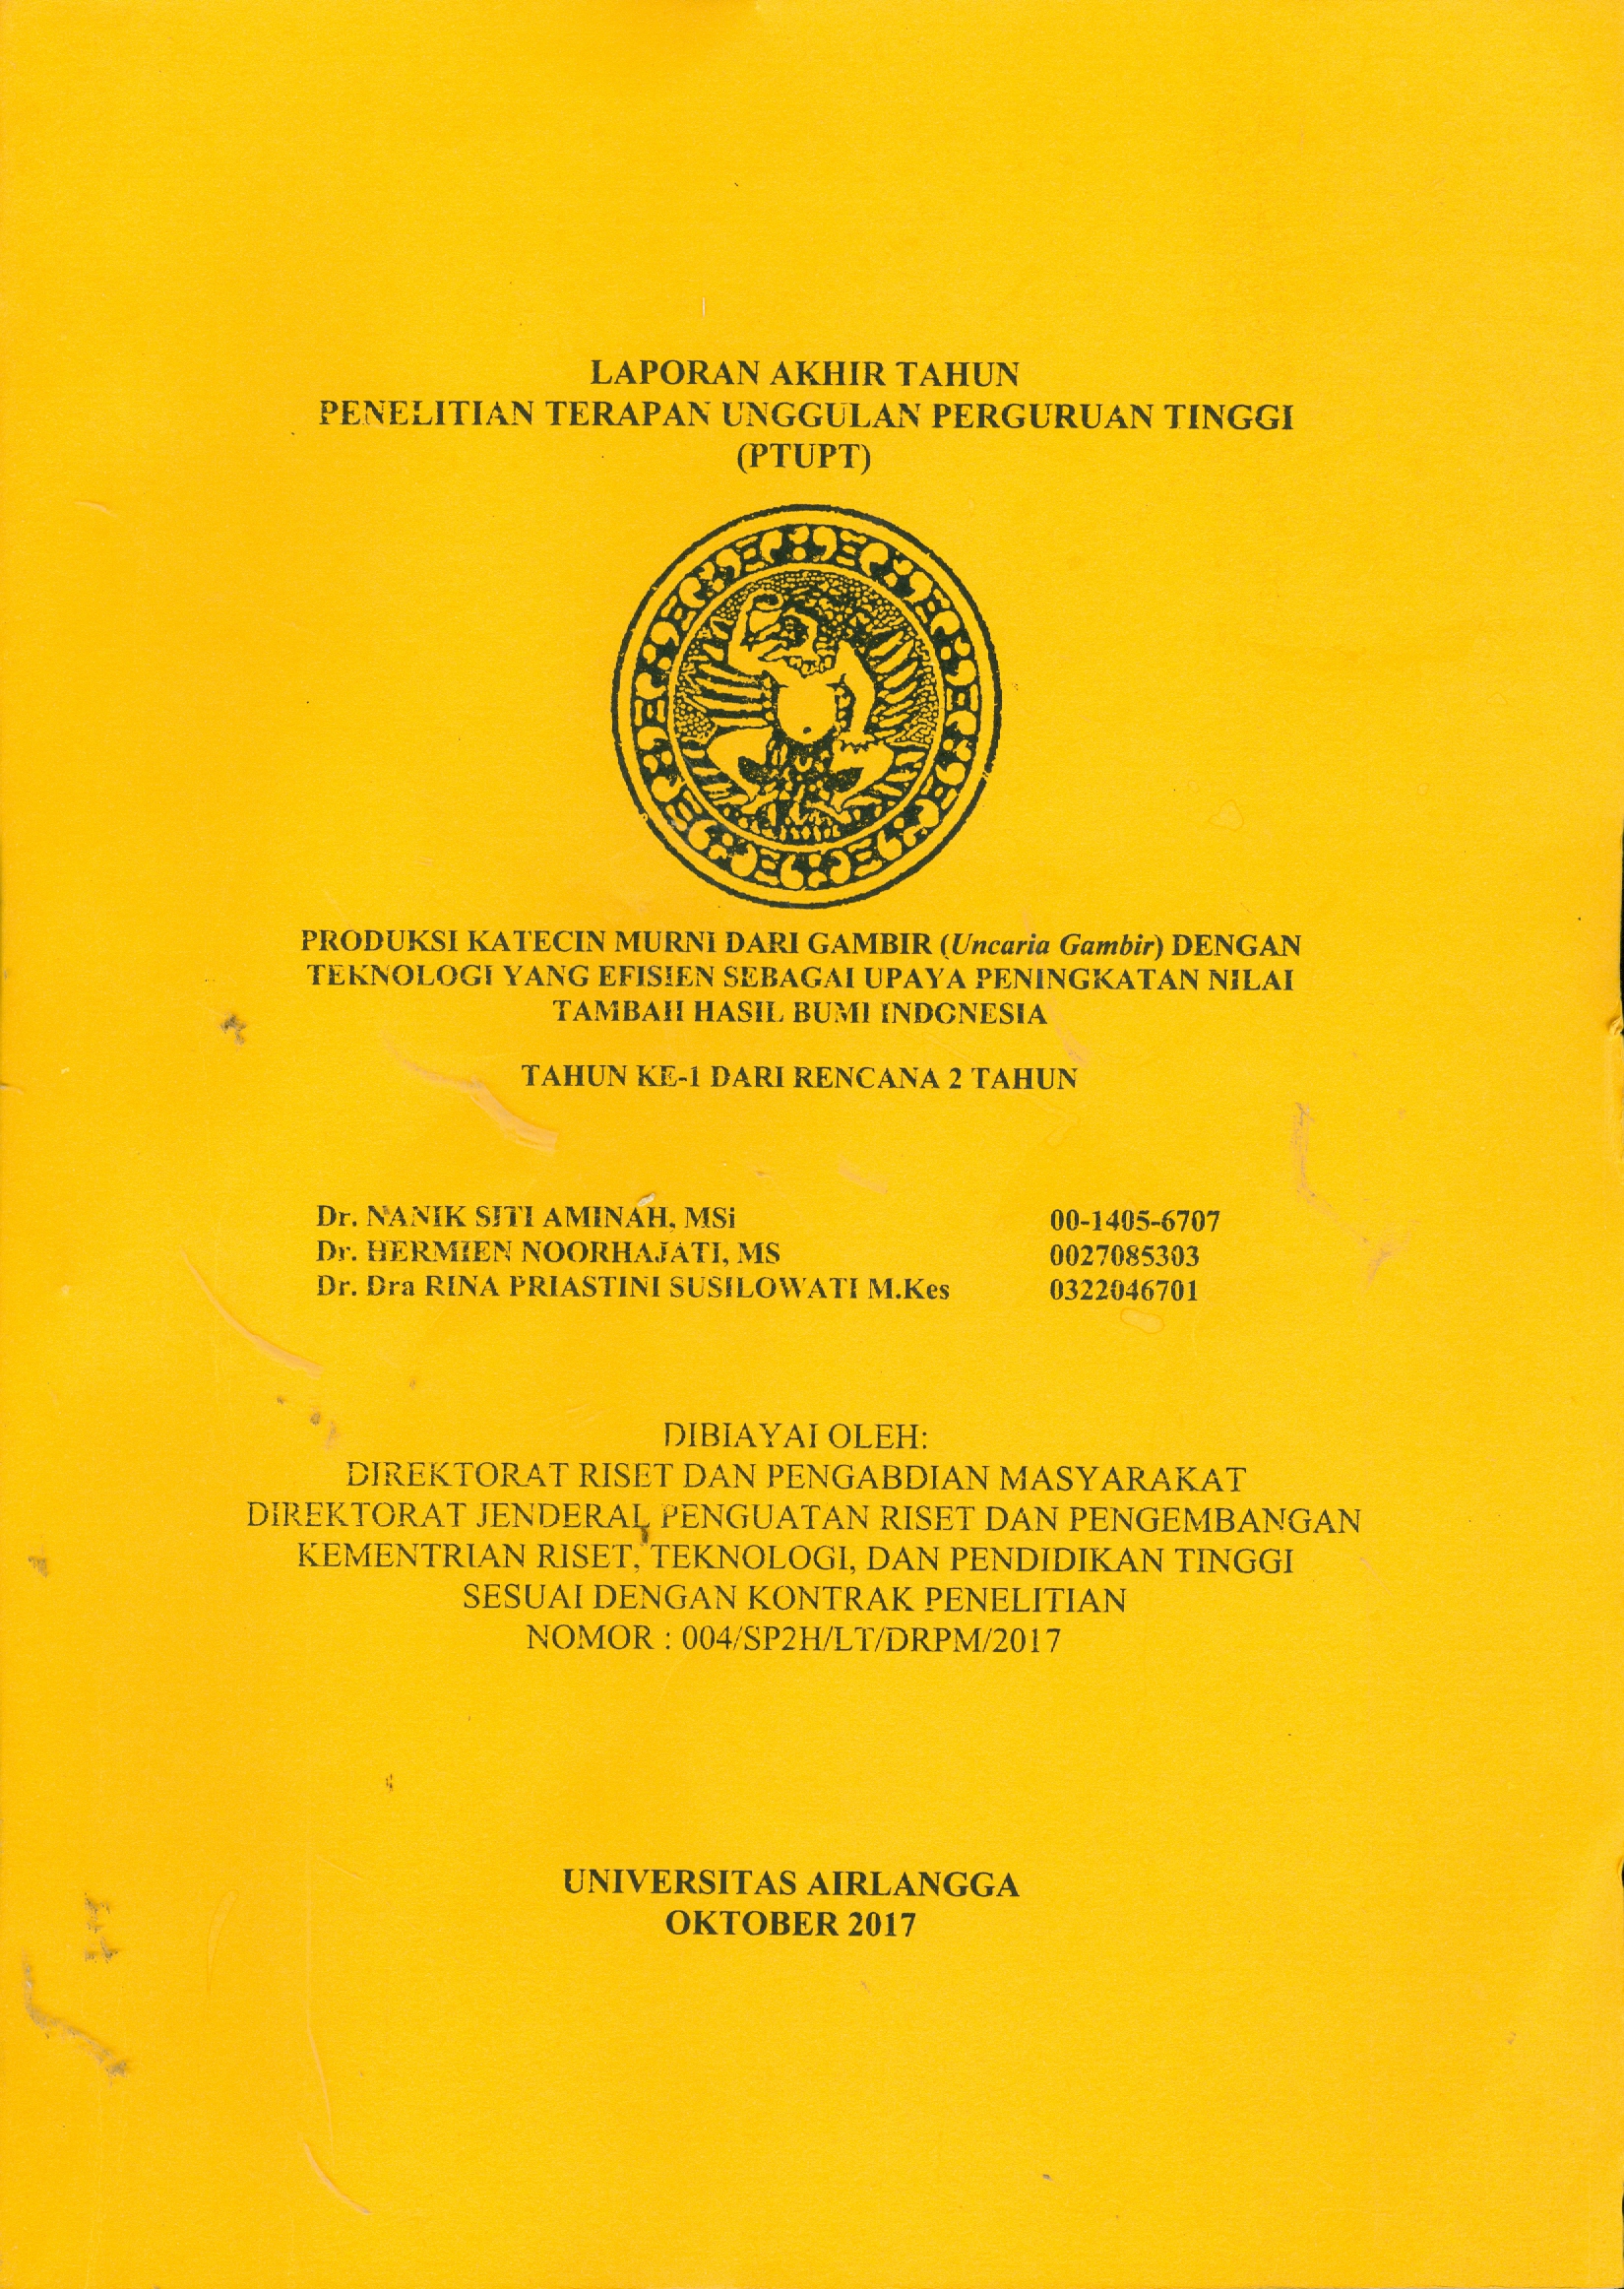 LAPORAN AKHIR TAHUN
PENELITIAN TERAPAN UNGGULAN PERGURUAN TINGGI
(PTUPT)
PRODUKSI KATECIN MURNI DARI GAMBIR (Uncaria Gambir) DENGAN
TEKNOLOGI YANG EFISIEN SEBAGAI UPAYA PENINGKATAN NILAI
TAMBAH HASIL BUMI INDONESIA
TAHUN KE-1 DARI RENCANA 2 TAHUN
Dr. NANIK SITI AMINAH, MSi 00-1405-6707
Dr. HERMIEN NOORHAJATI, MS 0027085303
Dr. Dra RINA PRIASTINI SUSILOWATI M.Kes 0322046701
DIBIAYAI OLEH:
DIREKTORAT RISET DAN PENGABDIAN MASYARAKAT
DIREKTORAT JENDERAL PENGUATAN RISET DAN PENGEMBANGAN
KEMENTRIAN RISET, TEKNOLOGI, DAN PENDIDIKAN TINGGI
SESUAI DENGAN KONTRAK PENELITIAN
NOMOR : 004/SP2H/LT/DRPM/2017
UNIVERSITAS AIRLANGGA
OKTOBER 2017